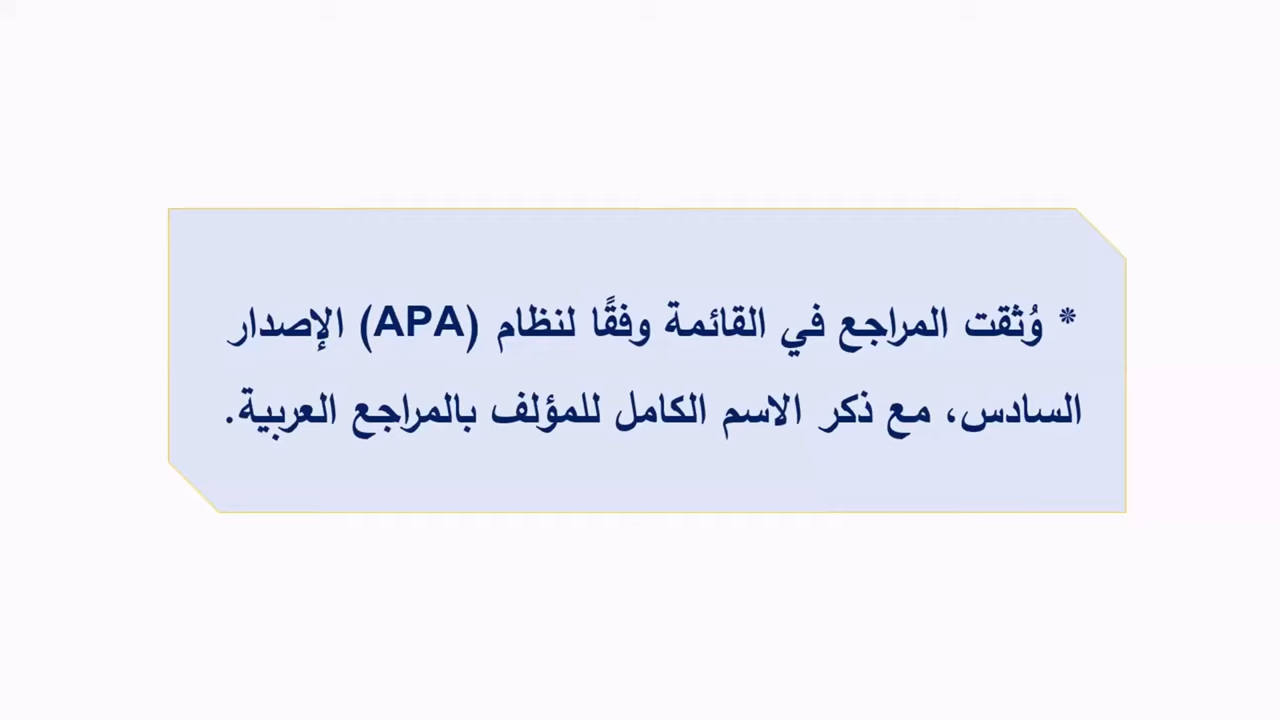 * وُثقت المراجع في القائمة وفقًا لنظام (APA) الإصدار
السادس، مع ذكر الاسم الكامل للمؤلف بالمراجع العربية.